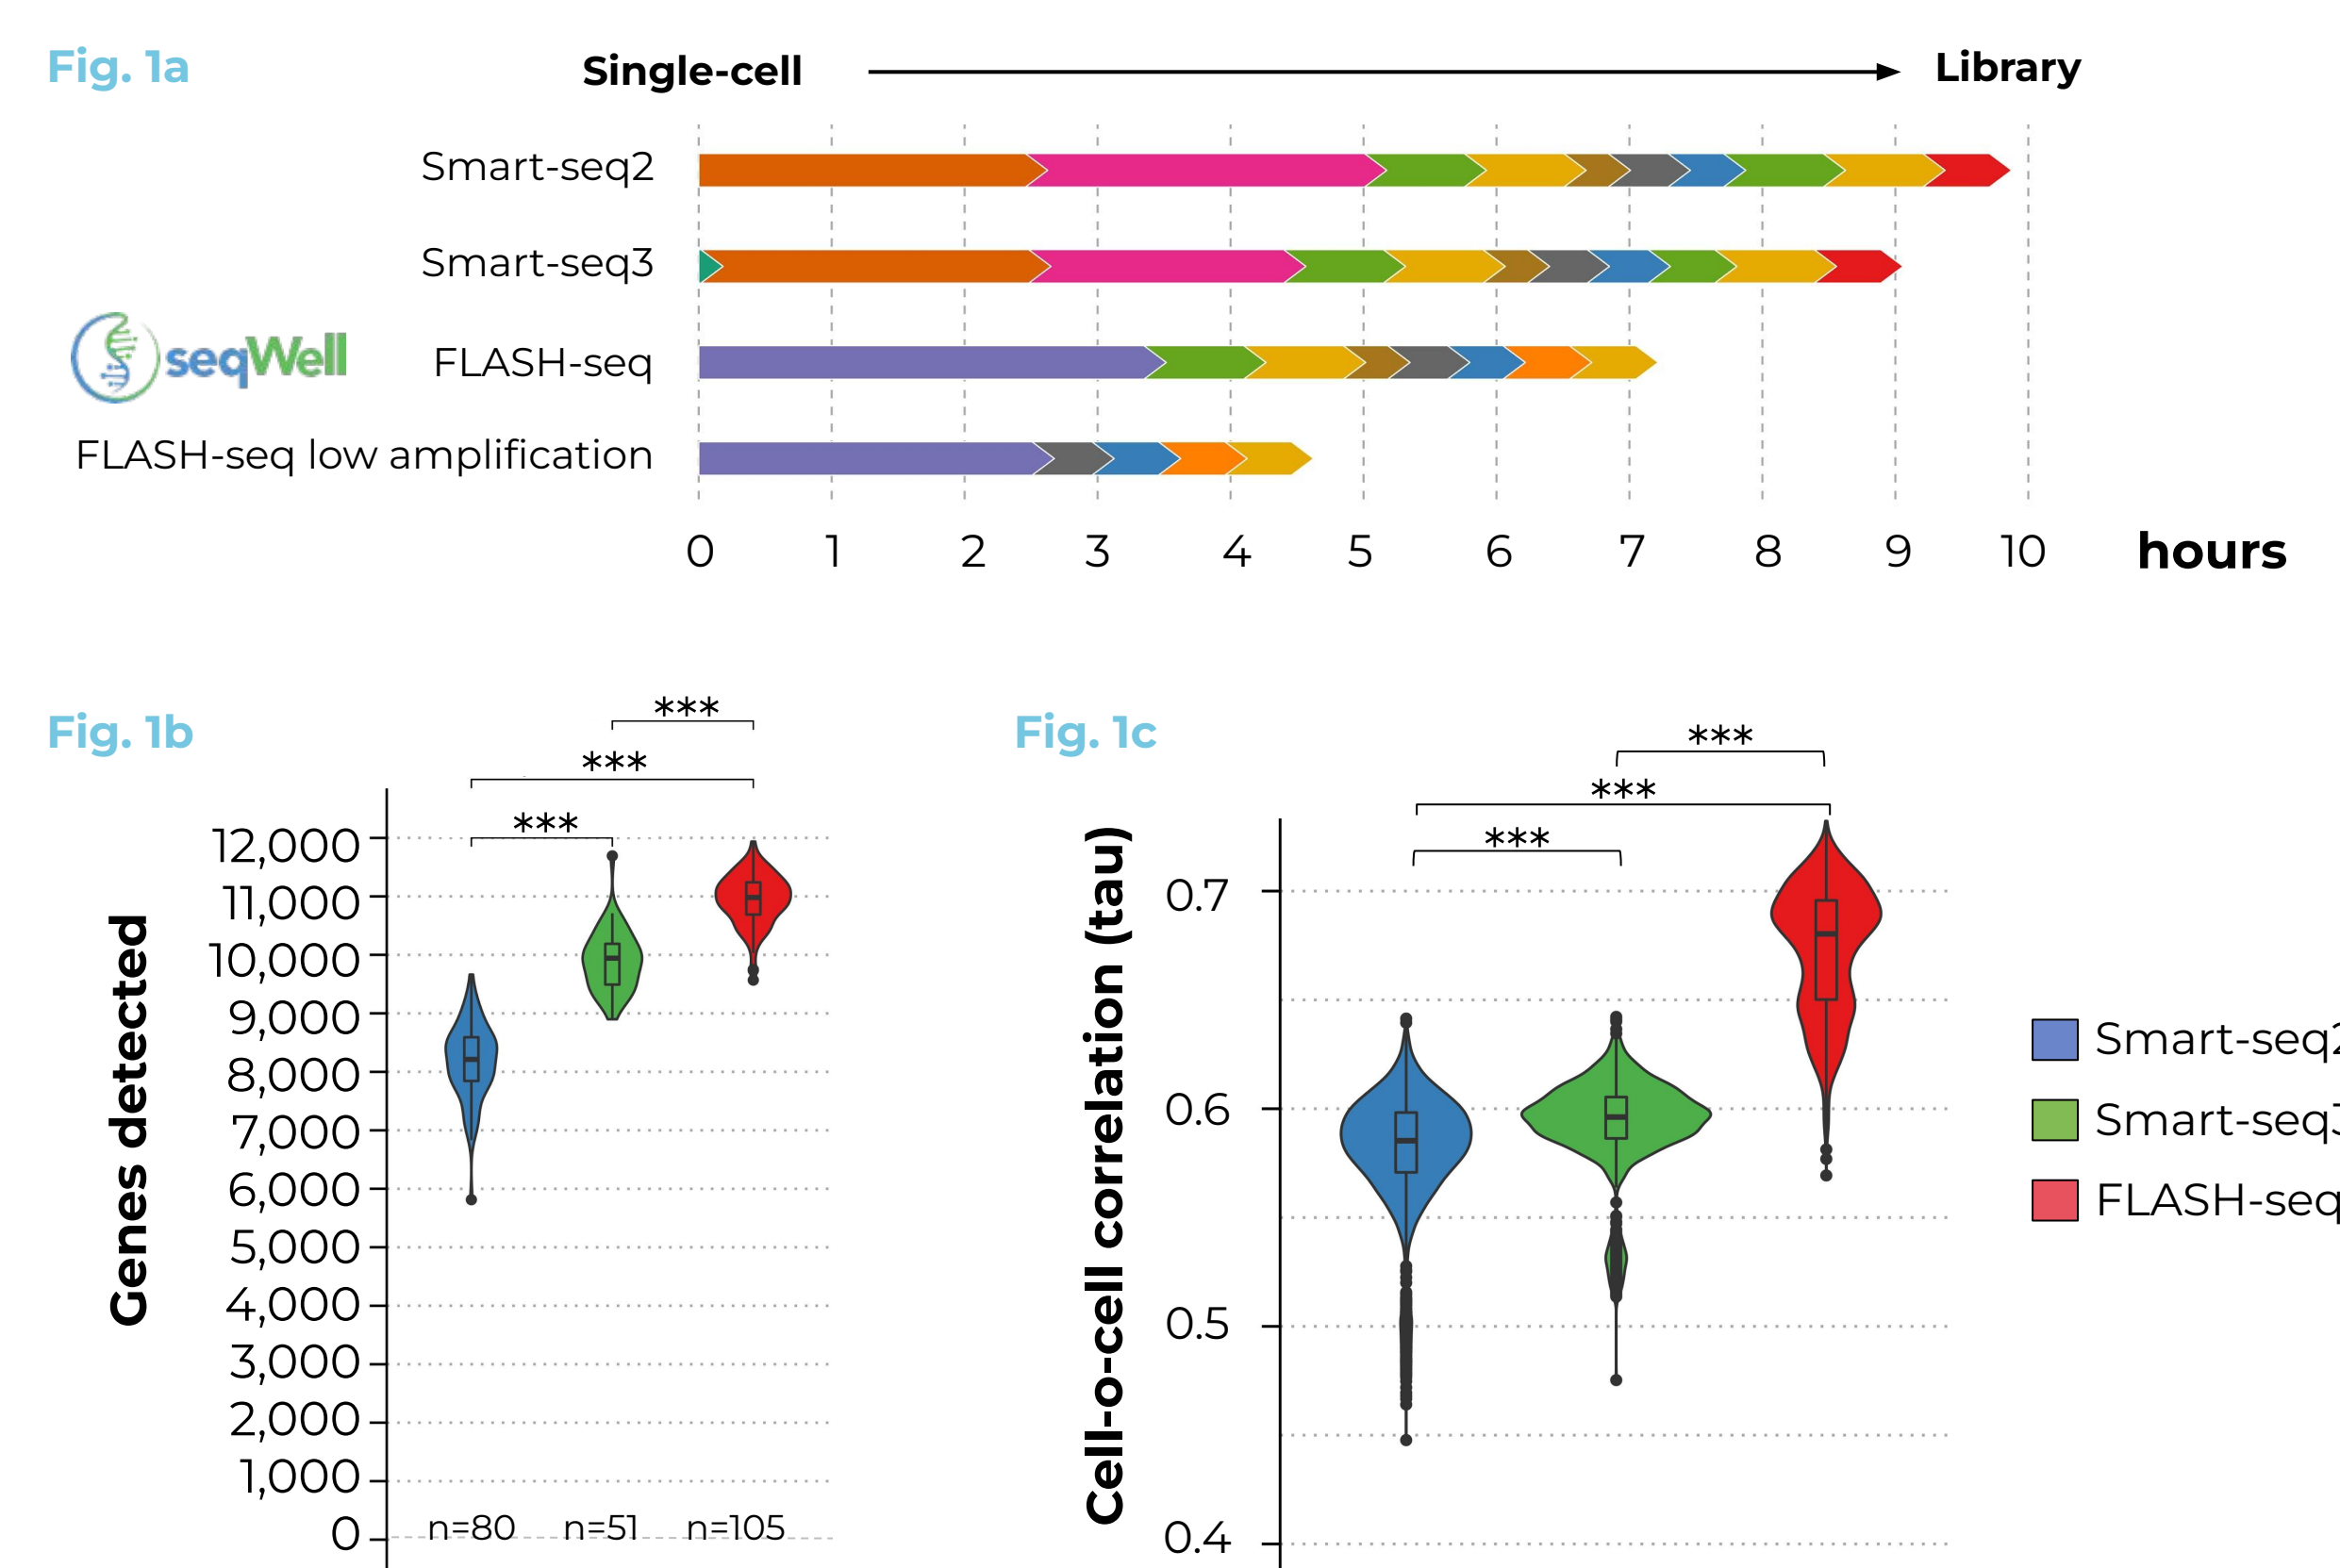 Fig. 1a
Single-cell
Library
Smart-seq2
Smart-seq3
seqWell
FLASH-seq
FLASH-seq low amplification
0 1 2 3 4 5 6 7 8 9 10 hours
Fig. 1b
***
***
***
Genes detected
12,000
11,000
10,000
9,000
8,000
7,000
6,000
5,000
4,000
3,000
2,000
1,000
0
n=80 n=51 n=105
Fig. 1c
***
***
***
Cell-o-cell correlation (tau)
0.7
0.6
0.5
0.4
Smart-seq2
Smart-seq3
FLASH-seq